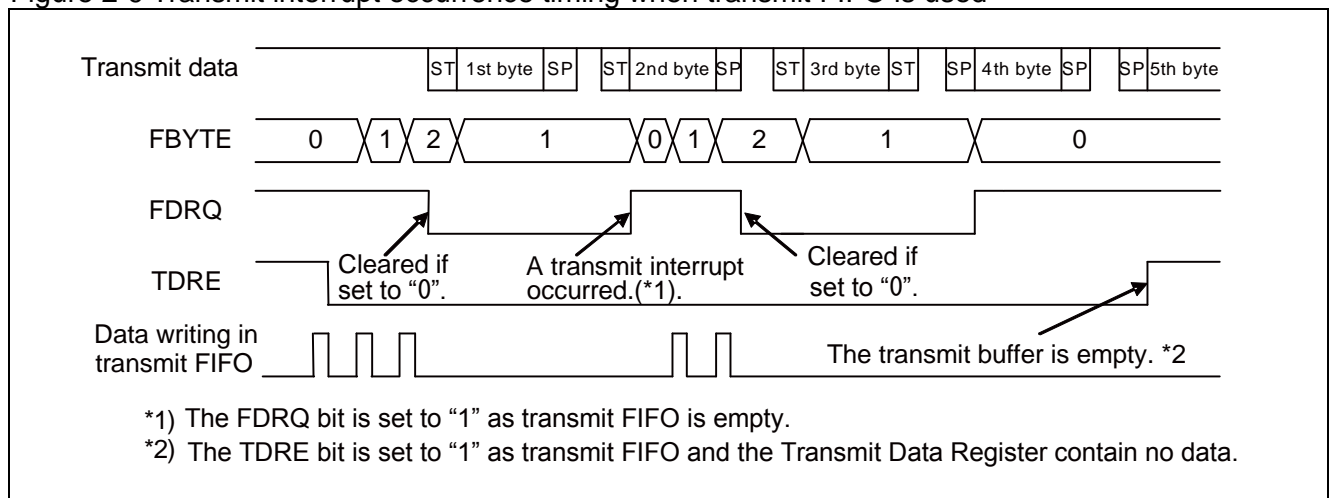 Figure 2-3 Transmit interrupt occurrence timing when transmit FIFO is used
Transmit data ST 1st byte SP ST 2nd byte SP ST 3rd byte ST SP 4th byte SP SP 5th byte
FBYTE 0 1 2 1 0 1 2 1 0
FDRQ
Cleared if
set to “0”.
A transmit interrupt
occurred.(*1).
Cleared if
set to “0”.
TDRE
Data writing in
transmit FIFO
The transmit buffer is empty. *2
*1) The FDRQ bit is set to “1” as transmit FIFO is empty.
*2) The TDRE bit is set to “1” as transmit FIFO and the Transmit Data Register contain no data.